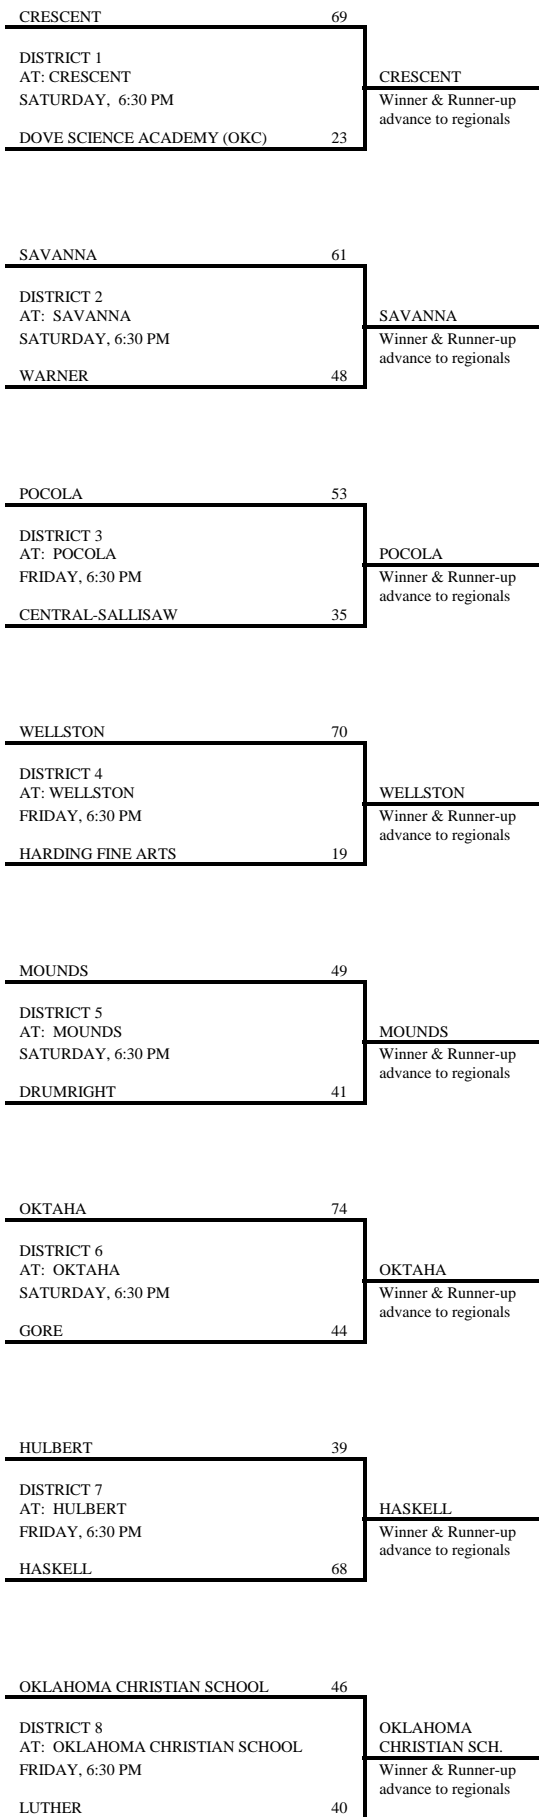 CRESCENT 69
DISTRICT 1
AT: CRESCENT CRESCENT
SATURDAY, 6:30 PM Winner & Runner-up
advance to regionals
DOVE SCIENCE ACADEMY (OKC) 23
SAVANNA 61
DISTRICT 2
AT: SAVANNA SAVANNA
SATURDAY, 6:30 PM Winner & Runner-up
advance to regionals
WARNER 48
POCOLA 53
DISTRICT 3
AT: POCOLA POCOLA
FRIDAY, 6:30 PM Winner & Runner-up
advance to regionals
CENTRAL-SALLISAW 35
WELLSTON 70
DISTRICT 4
AT: WELLSTON WELLSTON
FRIDAY, 6:30 PM Winner & Runner-up
advance to regionals
HARDING FINE ARTS 19
MOUNDS 49
DISTRICT 5
AT: MOUNDS MOUNDS
SATURDAY, 6:30 PM Winner & Runner-up
advance to regionals
DRUMRIGHT 41
OKTAHA 74
DISTRICT 6
AT: OKTAHA OKTAHA
SATURDAY, 6:30 PM Winner & Runner-up
advance to regionals
GORE 44
HULBERT 39
DISTRICT 7
AT: HULBERT HASKELL
FRIDAY, 6:30 PM Winner & Runner-up
advance to regionals
HASKELL 68
OKLAHOMA CHRISTIAN SCHOOL 46
DISTRICT 8 OKLAHOMA
AT: OKLAHOMA CHRISTIAN SCHOOL CHRISTIAN SCH.
FRIDAY, 6:30 PM Winner & Runner-up
advance to regionals
LUTHER 40